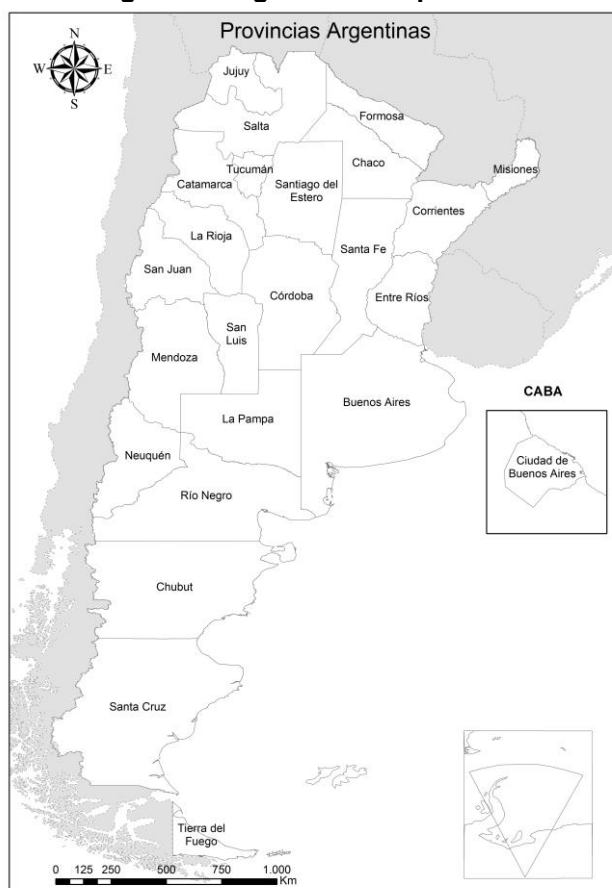 Provincias Argentinas
N
W
E
S
Jujuy
Salta
Formosa
Chaco
Misiones
Tucumán
Catamarca
Santiago del
Estero
Corrientes
La Rioja
Santa Fe
San Juan
Córdoba
Entre Ríos
San
Luis
Mendoza
CABA
Buenos Aires
La Pampa
Ciudad de
Buenos Aires
Neuquén
Río Negro
Chubut
Santa Cruz
Tierra del
Fuego
0 125 250 500 750 1.000
Km